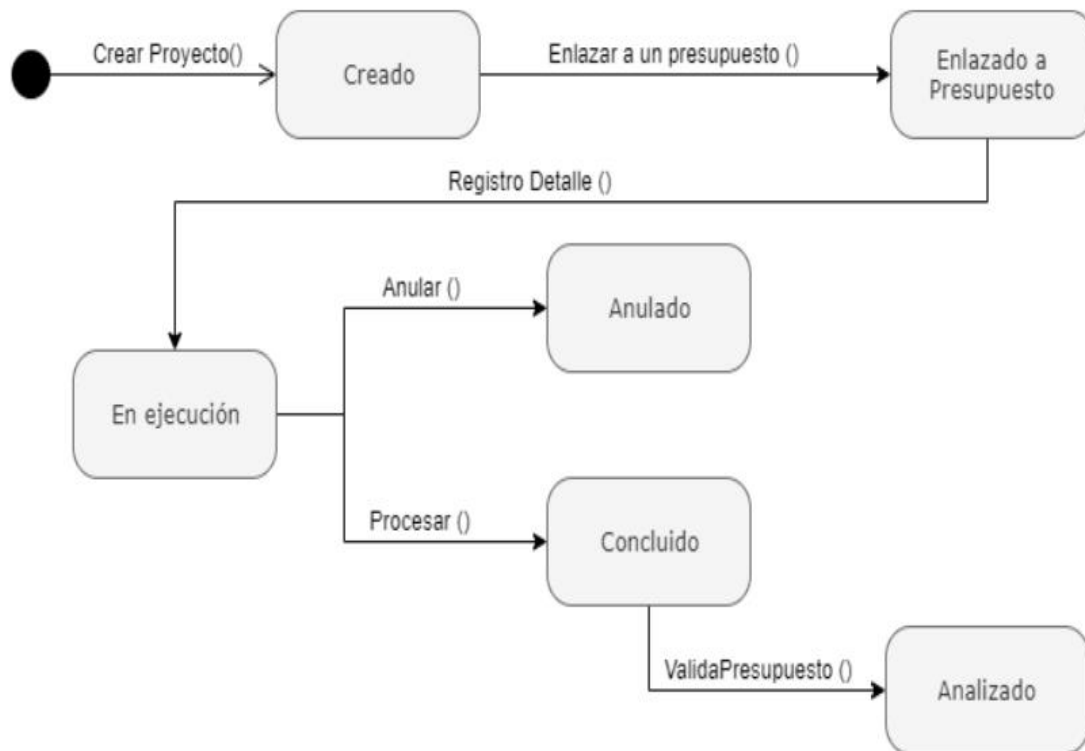 Crear Proyecto()
Creado
Enlazar a un presupuesto ()
Enlazado a
Presupuesto
Registro Detalle ()
Anular ()
Anulado
En ejecución
Procesar ()
Concluido
ValidaPresupuesto ()
Analizado